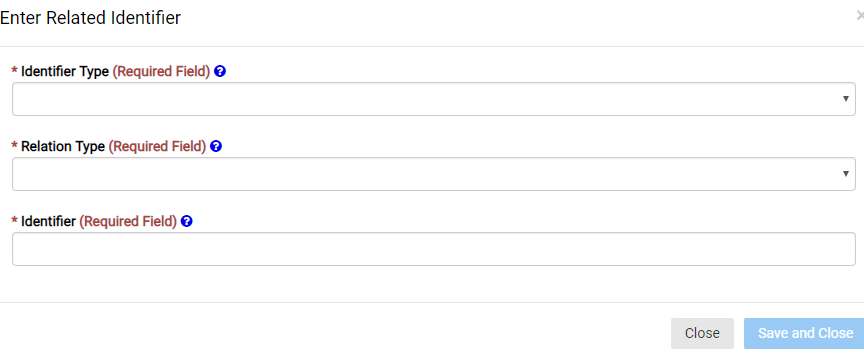 Enter Related Identifier
×
* Identifier Type (Required Field) ?
* Relation Type (Required Field) ?
* Identifier (Required Field) ?
Close Save and Close